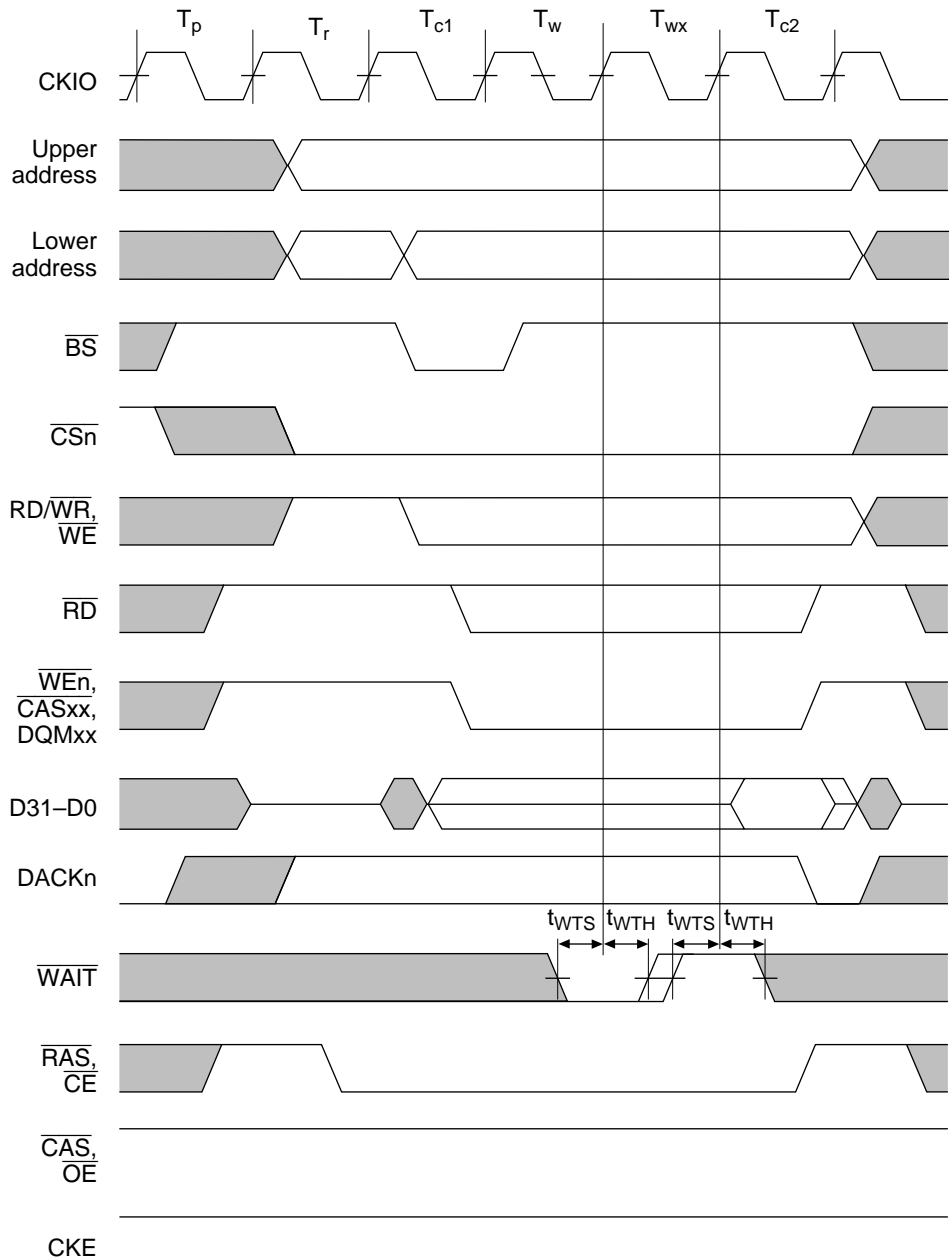 Tp Tr Tc1 Tw Twx Tc2
CKIO
Upper
address
Lower
address
BS
CSn
RD/WR,
WE
RD
WEn,
CASxx,
DQMxx
D31–D0
DACKn
tWTS tWTH tWTS tWTH
WAIT
RAS,
CE
CAS,
OE
CKE